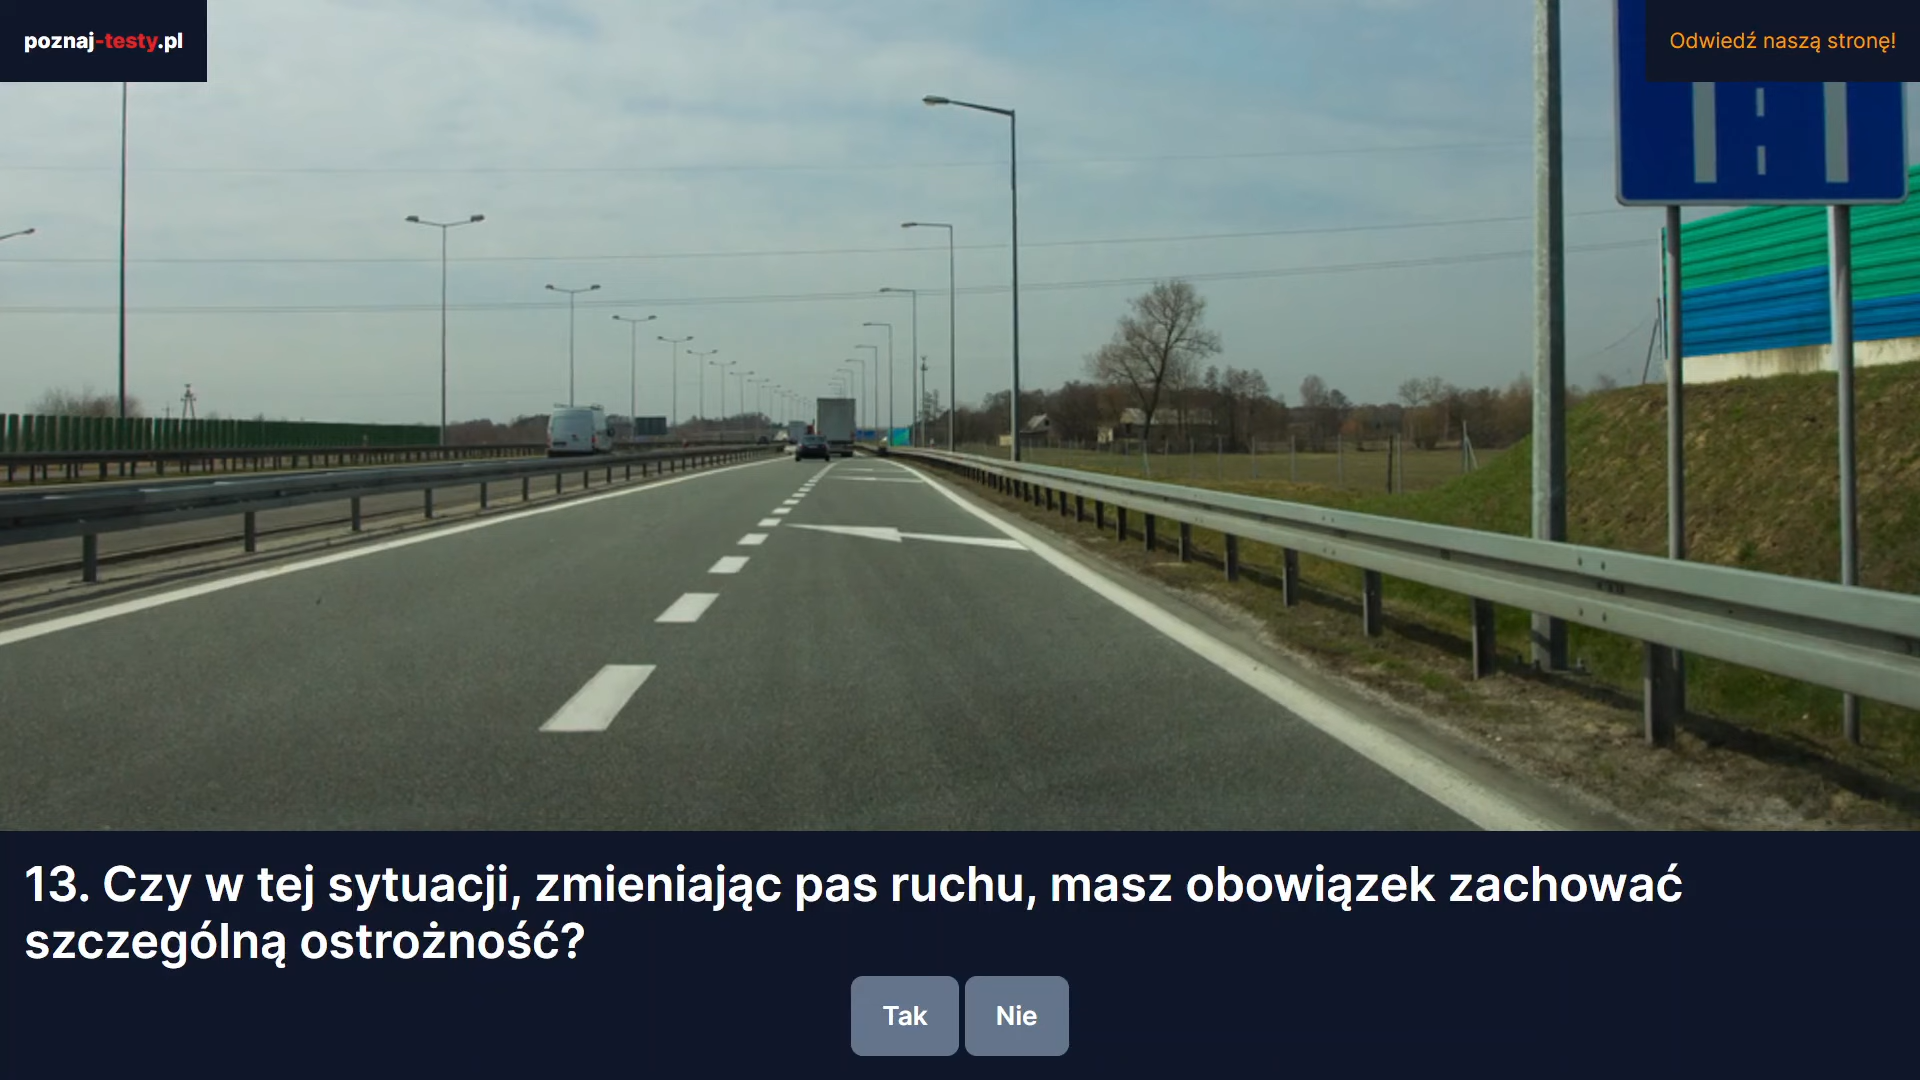 poznaj-testy.pl
Odwiedź naszą stronę!
13. Czy w tej sytuacji, zmieniając pas ruchu, masz obowiązek zachować
szczególną ostrożność?
Tak
Nie